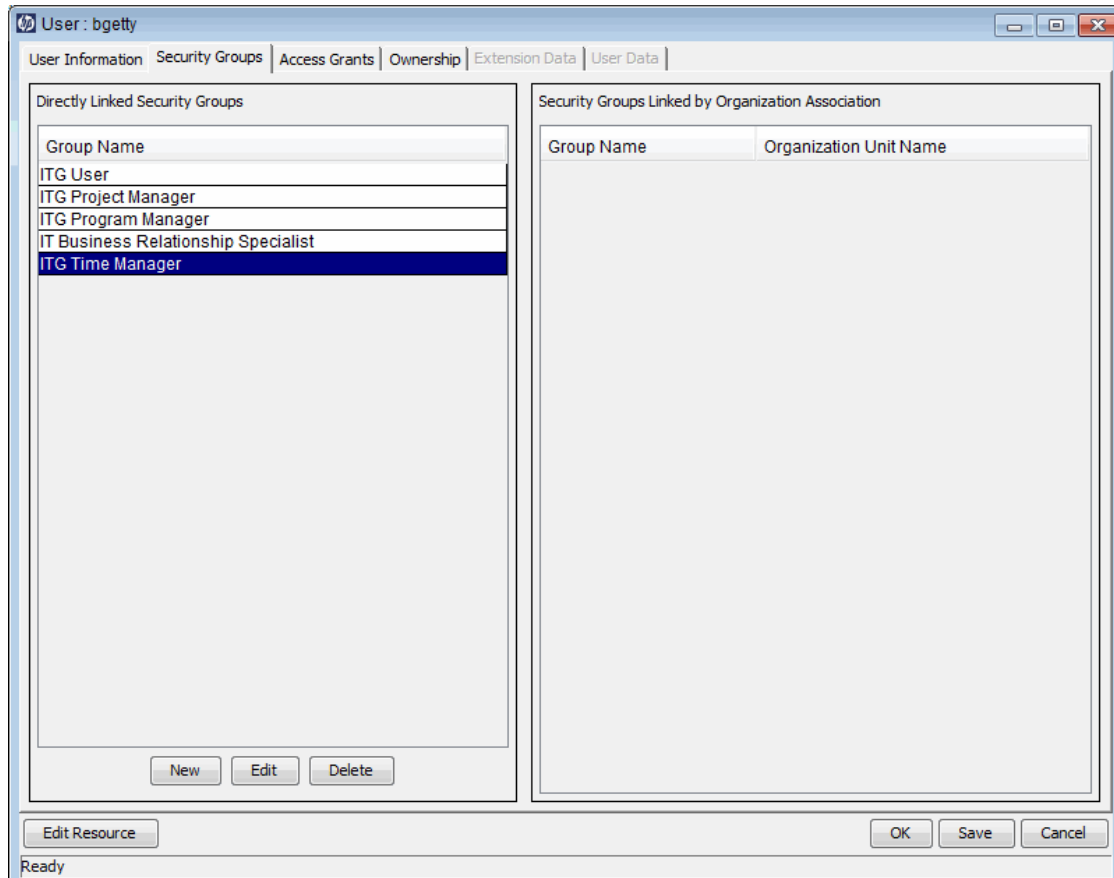 User : bgetty
User Information Security Groups Access Grants Ownership Extension Data User Data
Directly Linked Security Groups
Group Name
ITG User
ITG Project Manager
ITG Program Manager
IT Business Relationship Specialist
ITG Time Manager
New Edit Delete
Security Groups Linked by Organization Association
Group Name Organization Unit Name
Edit Resource OK Save Cancel
Ready